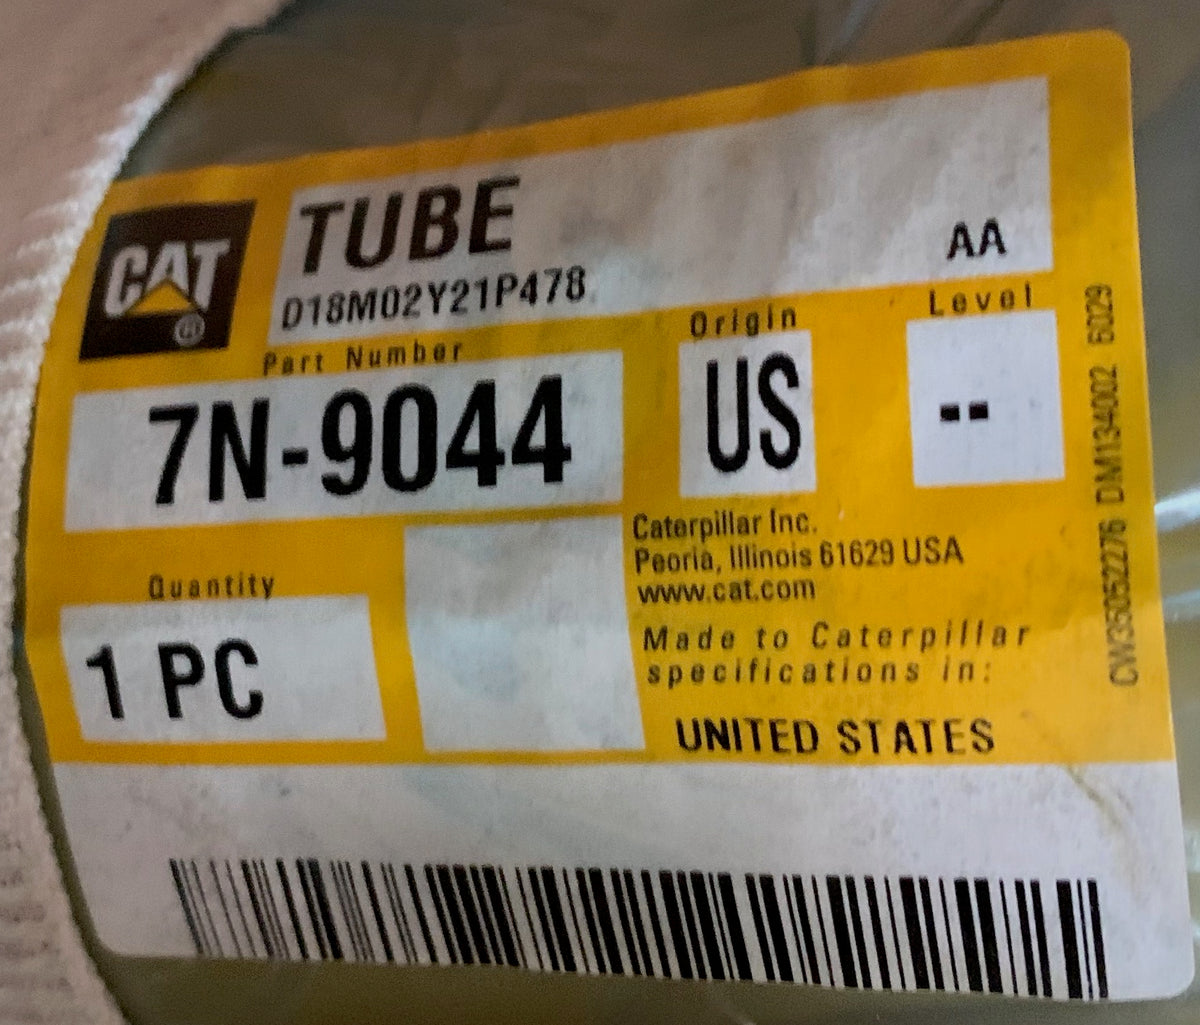 CAT
®
TUBE
D18M02Y21P478
AA
Part Number
7N-9044
Origin
US
Level
--
Quantity
1 PC
Caterpillar Inc.
Peoria, Illinois 61629 USA
www.cat.com
Made to Caterpillar
specifications in:
UNITED STATES
CW35052276 DM134002 6029